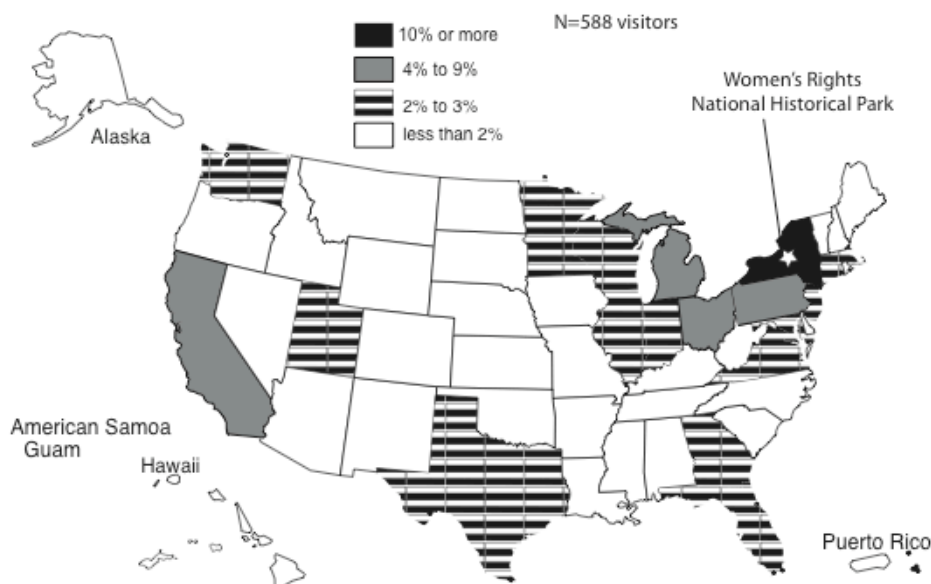 N=588 visitors
10% or more
4% to 9%
2% to 3%
less than 2%
Women's Rights
National Historical Park
Alaska
American Samoa
Guam
Hawaii
Puerto Rico